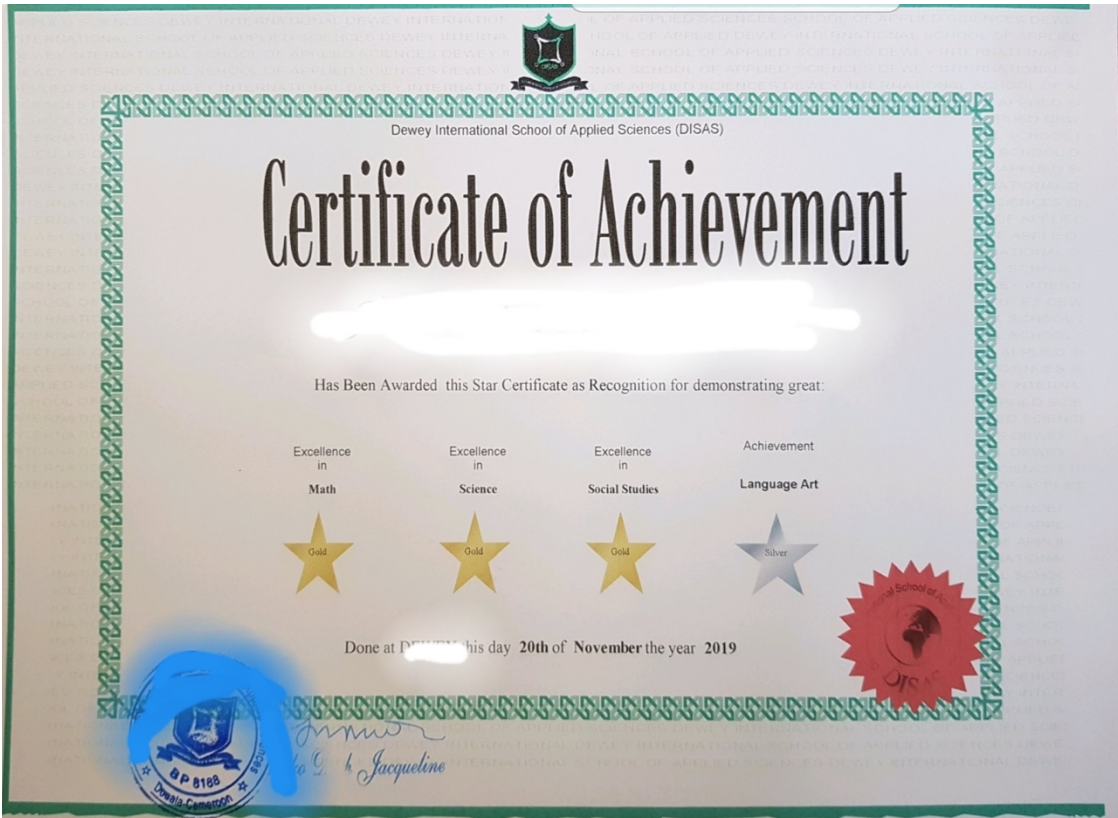 Dewey International School of Applied Sciences (DISAS)
Certificate of Achievement
Has Been Awarded this Star Certificate as Recognition for demonstrating great:
Excellence
in
Math
Gold
Excellence
in
Science
Gold
Excellence
in
Social Studies
Gold
Achievement
Language Art
Silver
Done at this day 20th of November the year 2019
DISAS
Jacqueline
BP 8188
Douala-Cameroon